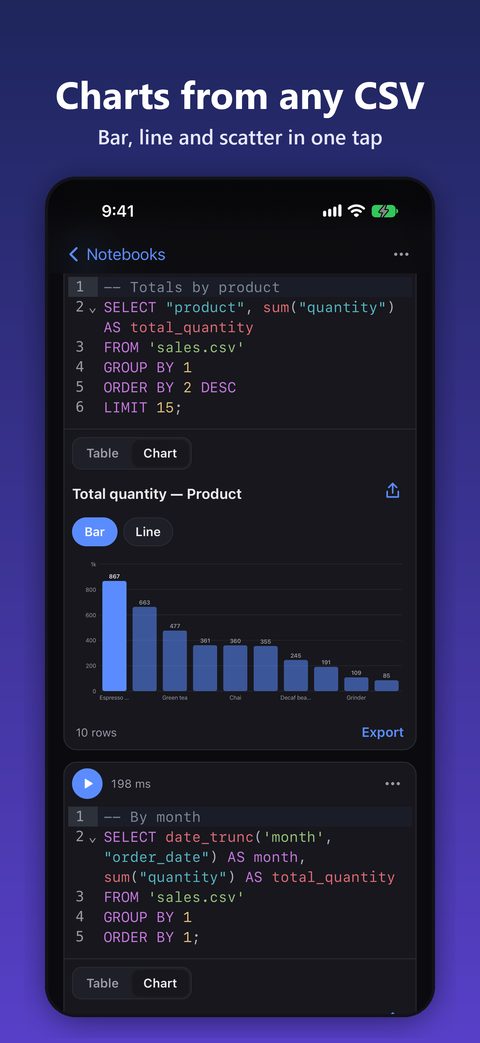 Charts from any CSV
Bar, line and scatter in one tap
9:41
Notebooks
1 -- Totals by product
2 SELECT "product", sum("quantity")
AS total_quantity
3 FROM 'sales.csv'
4 GROUP BY 1
5 ORDER BY 2 DESC
6 LIMIT 15;
Table Chart
Total quantity — Product
Bar Line
1k
800
600
400
200
0
867
663
477
361
360
355
245
191
109
85
Espresso ...
Green tea
Chai
Decaf bea...
Grinder
10 rows Export
198 ms
1 -- By month
2 SELECT date_trunc('month',
"order_date") AS month,
sum("quantity") AS total_quantity
3 FROM 'sales.csv'
4 GROUP BY 1
5 ORDER BY 1;
Table Chart